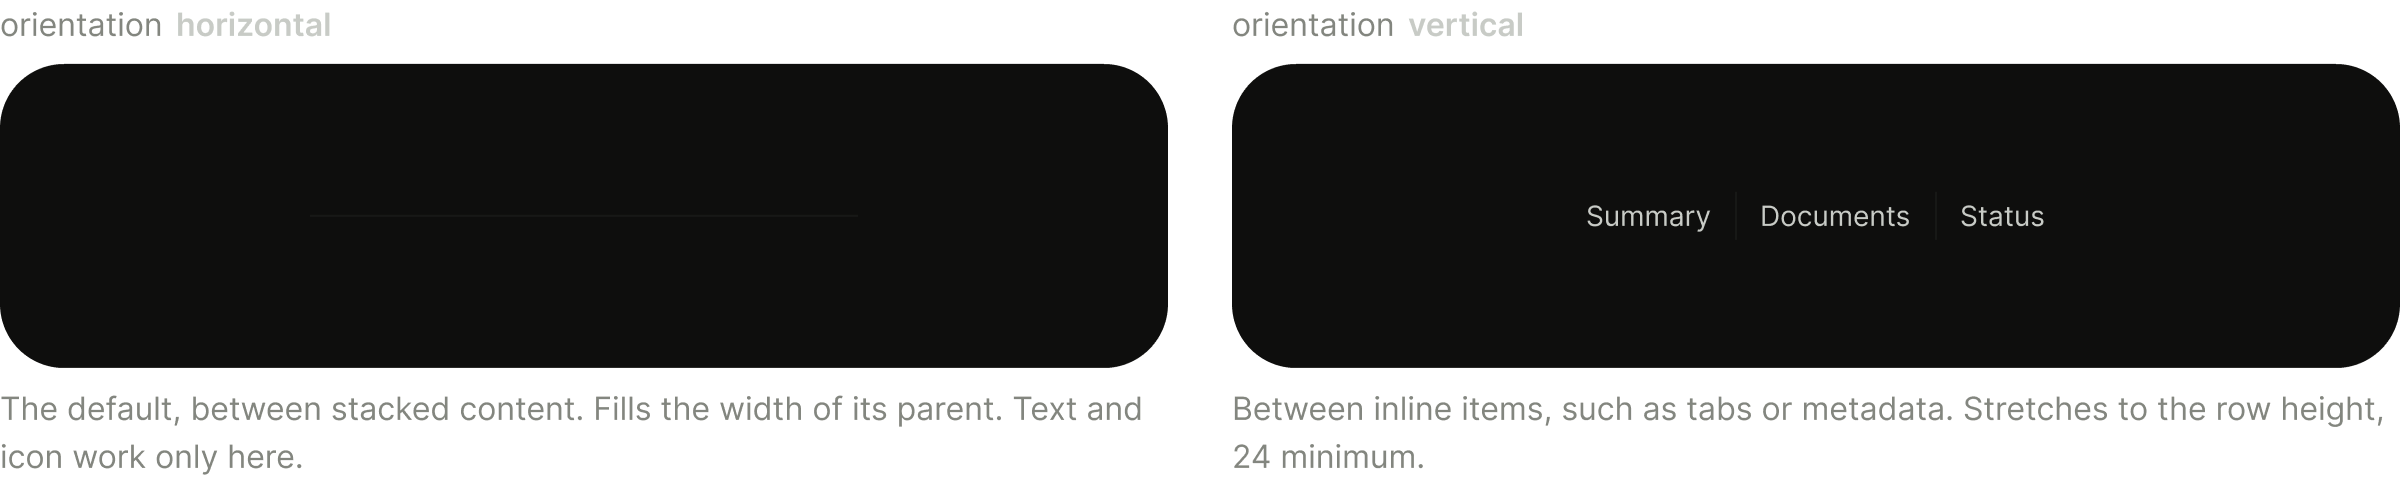 orientation horizontal
The default, between stacked content. Fills the width of its parent. Text and
icon work only here.
orientation vertical
Summary
Documents
Status
Between inline items, such as tabs or metadata. Stretches to the row height,
24 minimum.